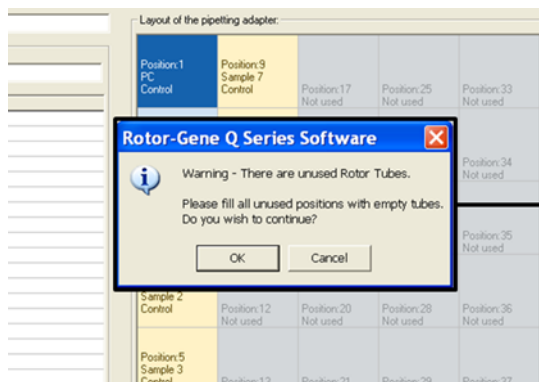 Layout of the pipetting adapter:
Position:1
PC
Control
Position:9
Sample 7
Control
Position:17
Not used
Position:25
Not used
Position:33
Not used
Rotor-Gene Q Series Software
Warning - There are unused Rotor Tubes.
Please fill all unused positions with empty tubes.
Do you wish to continue?
OK
Cancel
Position:34
Not used
Position:35
Not used
Sample 2
Control
Position:12
Not used
Position:20
Not used
Position:28
Not used
Position:36
Not used
Position:5
Sample 3